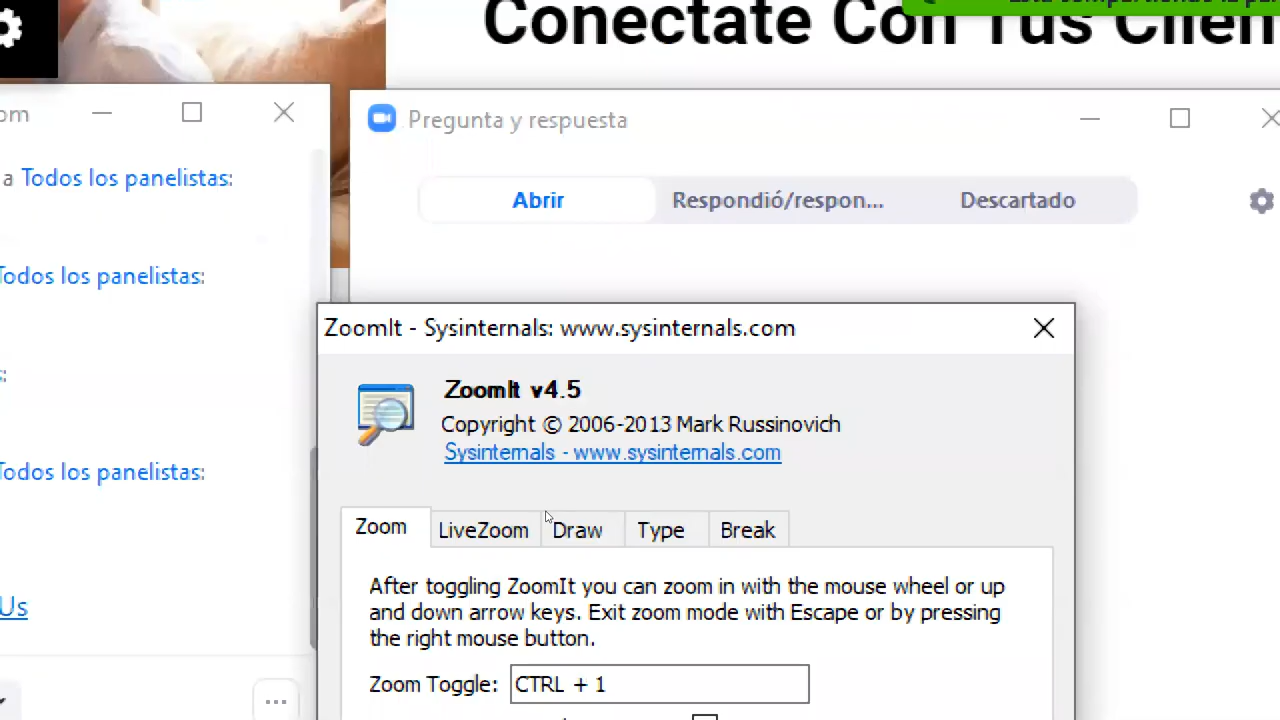 Conectate Con Tus Clien
om
Pregunta y respuesta
a Todos los panelistas:
Abrir
Respondió/respon...
Descartado
Todos los panelistas:
ZoomIt - Sysinternals: www.sysinternals.com
s:
ZoomIt v4.5
Copyright © 2006-2013 Mark Russinovich
Sysinternals - www.sysinternals.com
Todos los panelistas:
Zoom
LiveZoom
Draw
Type
Break
After toggling ZoomIt you can zoom in with the mouse wheel or up
and down arrow keys. Exit zoom mode with Escape or by pressing
the right mouse button.
Us
Zoom Toggle: CTRL + 1